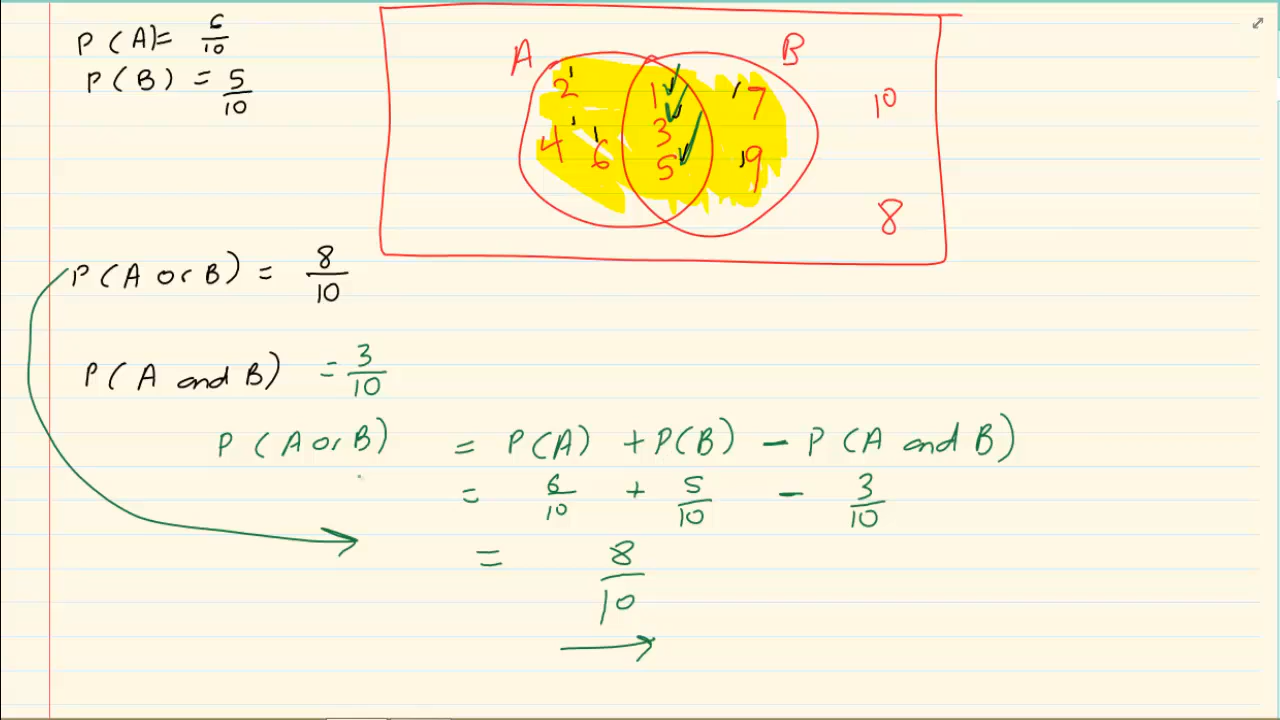 P(A) = 6/10
P(B) = 5/10
A B
2 1 7 10
4 6 3
5 9
8
P(A or B) = 8/10
P(A and B) = 3/10
P(A or B) = P(A) + P(B) - P(A and B)
= 6/10 + 5/10 - 3/10
= 8/10